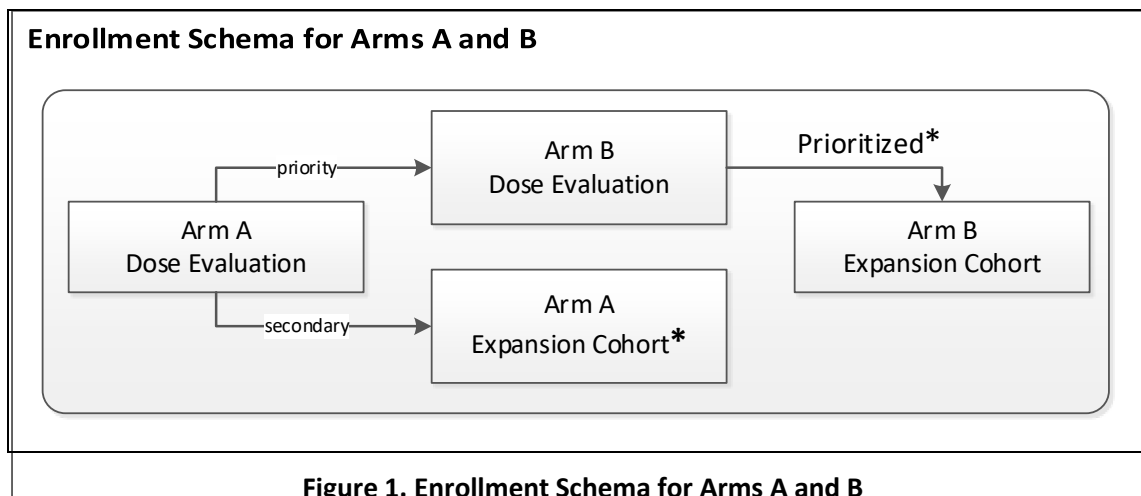 Enrollment Schema for Arms A and B
Arm B
Dose Evaluation
Prioritized*
priority
Arm A
Dose Evaluation
Arm B
Expansion Cohort
secondary
Arm A
Expansion Cohort*
Figure 1. Enrollment Schema for Arms A and B